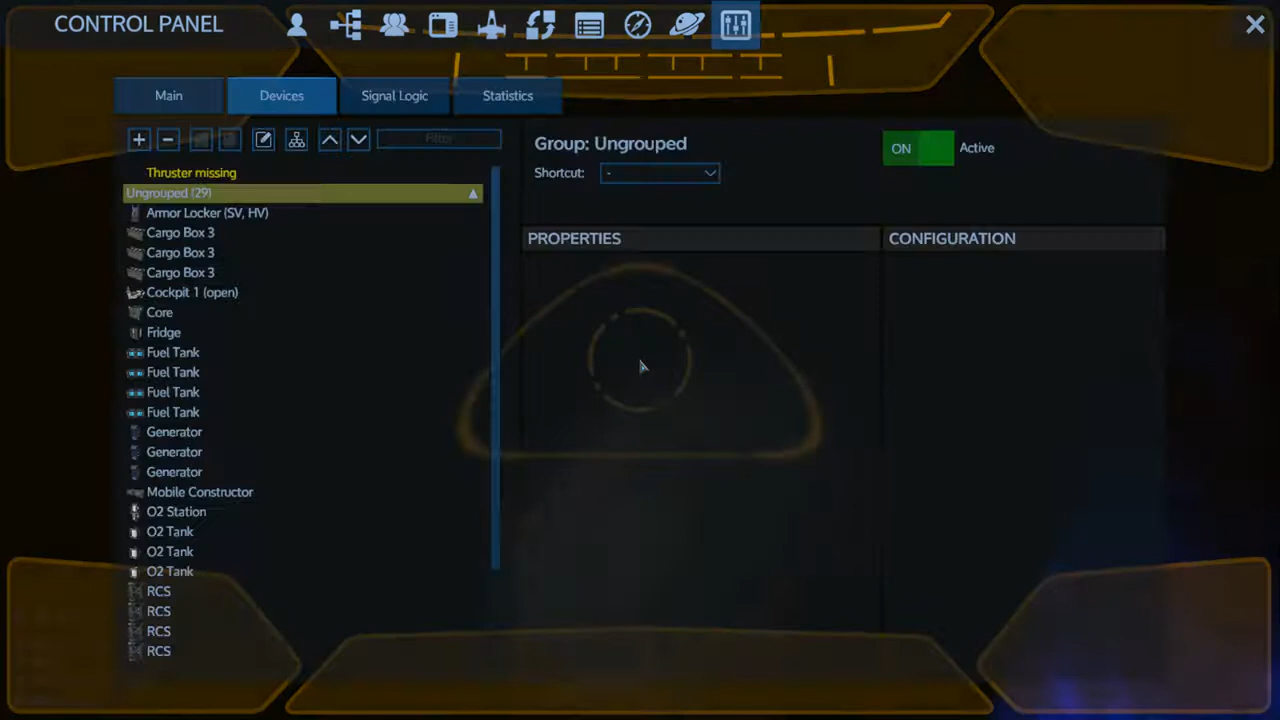 CONTROL PANEL
Main
Devices
Signal Logic
Statistics
Filter
Thruster missing
Ungrouped (29)
Armor Locker (SV, HV)
Cargo Box 3
Cargo Box 3
Cargo Box 3
Cockpit 1 (open)
Core
Fridge
Fuel Tank
Fuel Tank
Fuel Tank
Fuel Tank
Generator
Generator
Generator
Mobile Constructor
O2 Station
O2 Tank
O2 Tank
O2 Tank
RCS
RCS
RCS
RCS
Group: Ungrouped
Shortcut: -
ON Active
PROPERTIES
CONFIGURATION